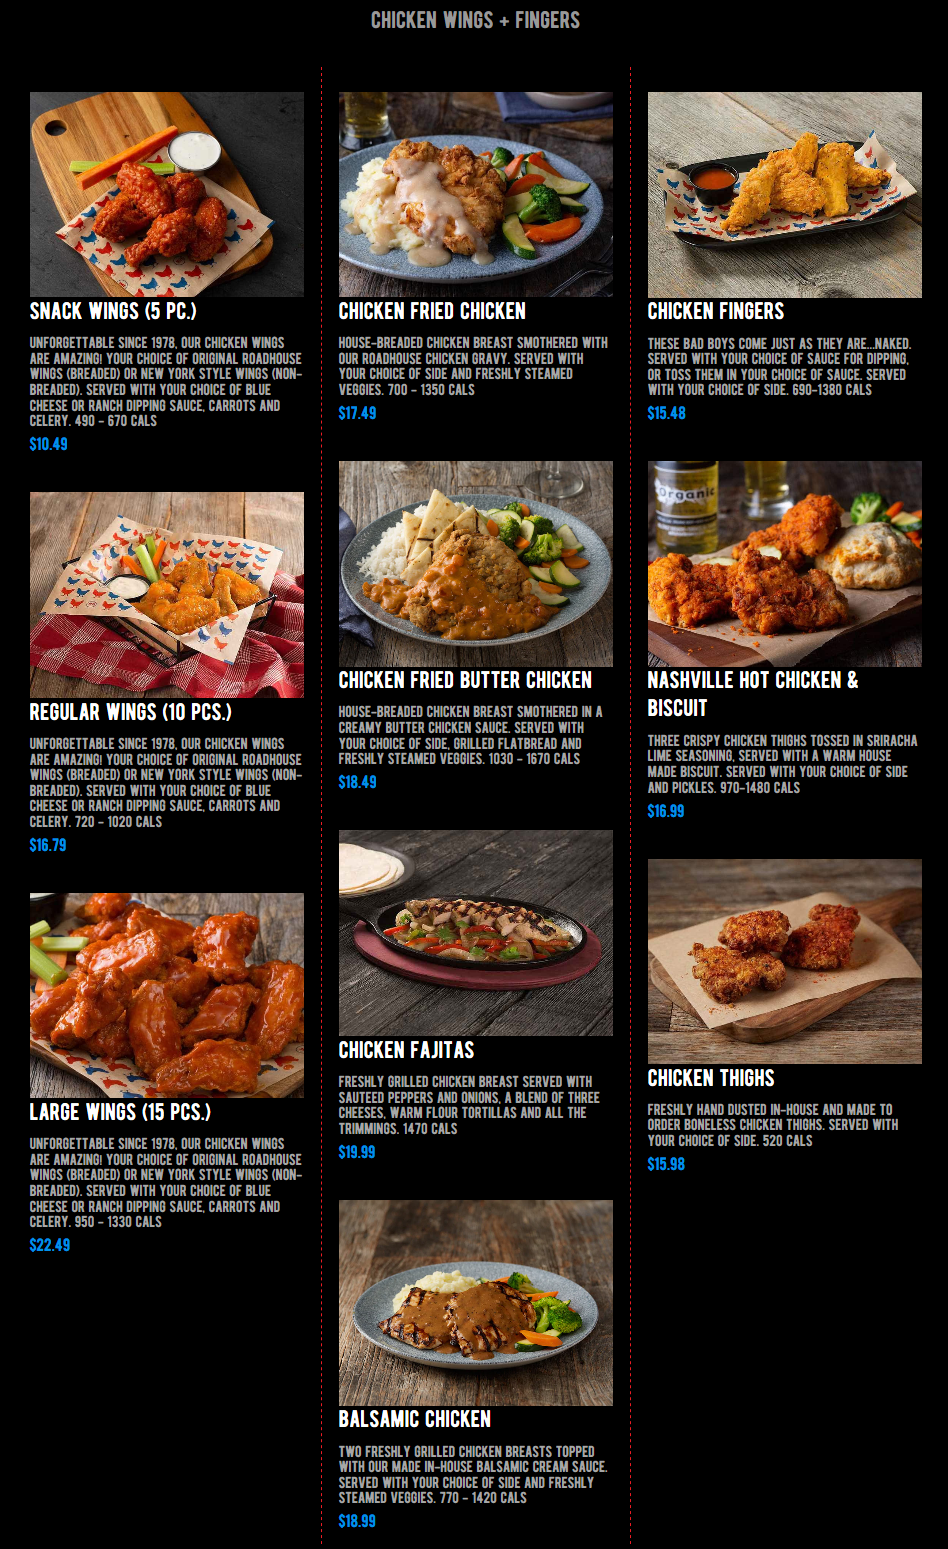 CHICKEN WINGS + FINGERS
SNACK WINGS (5 PC.)
UNFORGETTABLE SINCE 1978, OUR CHICKEN WINGS
ARE AMAZING! YOUR CHOICE OF ORIGINAL ROADHOUSE
WINGS (BREADED) OR NEW YORK STYLE WINGS (NON-
BREADED). SERVED WITH YOUR CHOICE OF BLUE
CHEESE OR RANCH DIPPING SAUCE, CARROTS AND
CELERY. 490 - 670 CALS
$10.49
REGULAR WINGS (10 PCS.)
UNFORGETTABLE SINCE 1978, OUR CHICKEN WINGS
ARE AMAZING! YOUR CHOICE OF ORIGINAL ROADHOUSE
WINGS (BREADED) OR NEW YORK STYLE WINGS (NON-
BREADED). SERVED WITH YOUR CHOICE OF BLUE
CHEESE OR RANCH DIPPING SAUCE, CARROTS AND
CELERY. 720 - 1020 CALS
$16.79
LARGE WINGS (15 PCS.)
UNFORGETTABLE SINCE 1978, OUR CHICKEN WINGS
ARE AMAZING! YOUR CHOICE OF ORIGINAL ROADHOUSE
WINGS (BREADED) OR NEW YORK STYLE WINGS (NON-
BREADED). SERVED WITH YOUR CHOICE OF BLUE
CHEESE OR RANCH DIPPING SAUCE, CARROTS AND
CELERY. 950 - 1330 CALS
$22.49
CHICKEN FRIED CHICKEN
HOUSE-BREADED CHICKEN BREAST SMOTHERED WITH
OUR ROADHOUSE CHICKEN GRAVY. SERVED WITH
YOUR CHOICE OF SIDE AND FRESHLY STEAMED
VEGGIES. 700 - 1350 CALS
$17.49
CHICKEN FRIED BUTTER CHICKEN
HOUSE-BREADED CHICKEN BREAST SMOTHERED IN A
CREAMY BUTTER CHICKEN SAUCE. SERVED WITH
YOUR CHOICE OF SIDE, GRILLED FLATBREAD AND
FRESHLY STEAMED VEGGIES. 1030 - 1670 CALS
$18.49
CHICKEN FAJITAS
FRESHLY GRILLED CHICKEN BREAST SERVED WITH
SAUTEED PEPPERS AND ONIONS, A BLEND OF THREE
CHEESES, WARM FLOUR TORTILLAS AND ALL THE
TRIMMINGS. 1470 CALS
$19.99
BALSAMIC CHICKEN
TWO FRESHLY GRILLED CHICKEN BREASTS TOPPED
WITH OUR MADE IN-HOUSE BALSAMIC CREAM SAUCE.
SERVED WITH YOUR CHOICE OF SIDE AND FRESHLY
STEAMED VEGGIES. 770 - 1420 CALS
$18.99
CHICKEN FINGERS
THESE BAD BOYS COME JUST AS THEY ARE...NAKED.
SERVED WITH YOUR CHOICE OF SAUCE FOR DIPPING,
OR TOSS THEM IN YOUR CHOICE OF SAUCE. SERVED
WITH YOUR CHOICE OF SIDE. 690-1380 CALS
$15.48
Organic
NASHVILLE HOT CHICKEN &
BISCUIT
THREE CRISPY CHICKEN THIGHS TOSSED IN SRIRACHA
LIME SEASONING, SERVED WITH A WARM HOUSE
MADE BISCUIT. SERVED WITH YOUR CHOICE OF SIDE
AND PICKLES. 970-1480 CALS
$16.99
CHICKEN THIGHS
FRESHLY HAND DUSTED IN-HOUSE AND MADE TO
ORDER BONELESS CHICKEN THIGHS. SERVED WITH
YOUR CHOICE OF SIDE. 520 CALS
$15.98